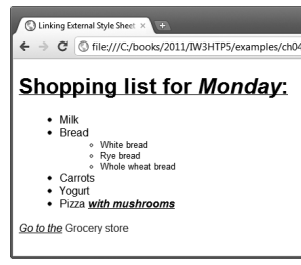 Linking External Style Sheet
file:///C:/books/2011/IW3HTP5/examples/ch04
Shopping list for Monday:
Milk
Bread
White bread
Rye bread
Whole wheat bread
Carrots
Yogurt
Pizza with mushrooms
Go to the Grocery store